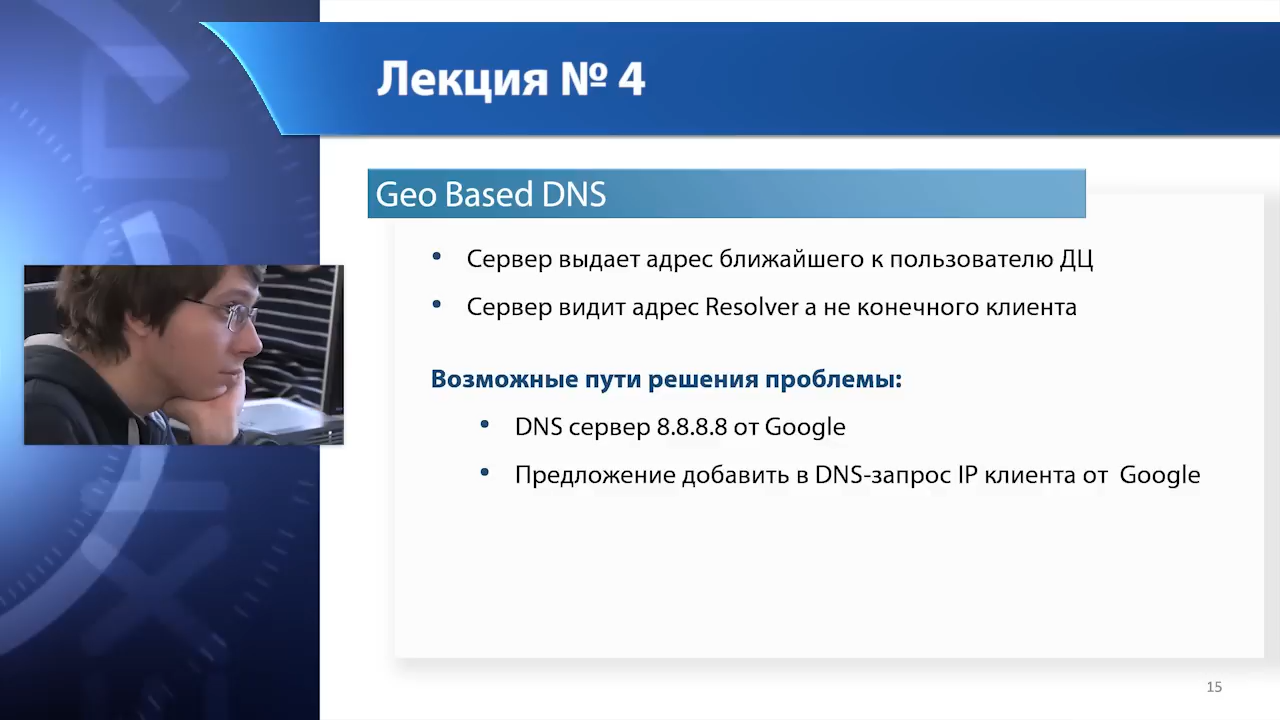 Лекция № 4
Geo Based DNS
• Сервер выдает адрес ближайшего к пользователю ДЦ
• Сервер видит адрес Resolver а не конечного клиента
Возможные пути решения проблемы:
• DNS сервер 8.8.8.8 от Google
• Предложение добавить в DNS-запрос IP клиента от Google
15